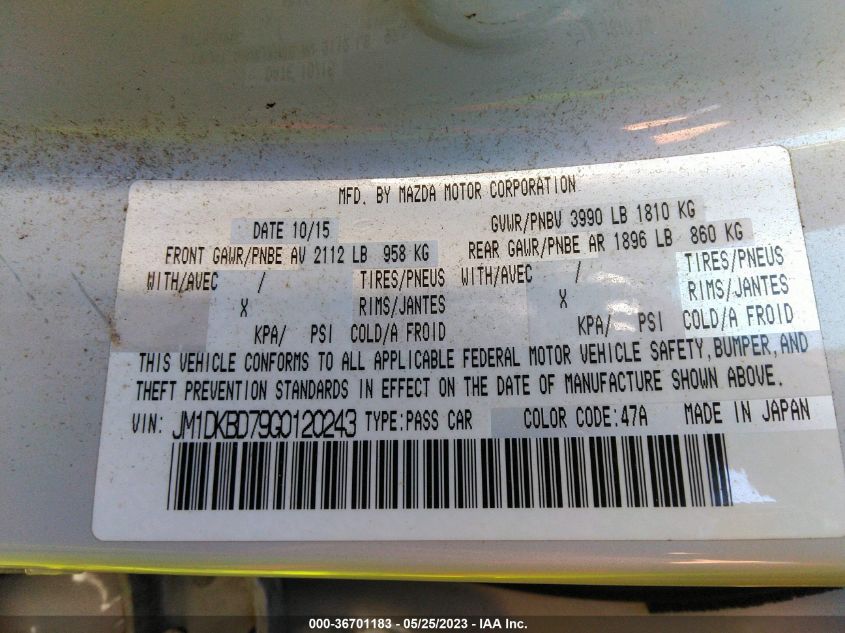 MFD. BY MAZDA MOTOR CORPORATION
DATE 10/15 GVWR/PNBV 3990 LB 1810 KG
FRONT GAWR/PNBE AV 2112 LB 958 KG REAR GAWR/PNBE AR 1896 LB 860 KG
WITH/AVEC / TIRES/PNEUS WITH/AVEC / TIRES/PNEUS
X RIMS/JANTES X RIMS/JANTES
KPA/ PSI COLD/A FROID KPA/ PSI COLD/A FROID
THIS VEHICLE CONFORMS TO ALL APPLICABLE FEDERAL MOTOR VEHICLE SAFETY, BUMPER, AND
THEFT PREVENTION STANDARDS IN EFFECT ON THE DATE OF MANUFACTURE SHOWN ABOVE.
VIN: JM1DKBD79G0120243 TYPE:PASS CAR COLOR CODE:47A MADE IN JAPAN
000-36701183 - 05/25/2023 - IAA Inc.